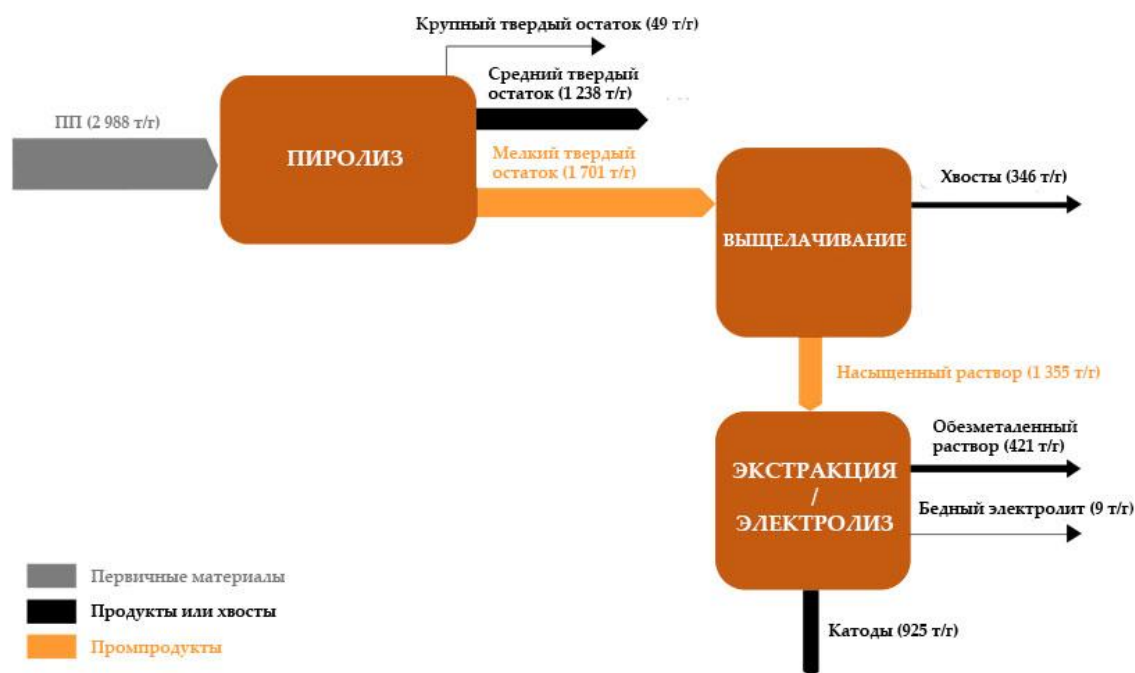 Крупный твердый остаток (49 т/г)
Средний твердый
остаток (1 238 т/г)
ПП (2 988 т/г)
ПИРОЛИЗ
Мелкий твердый
остаток (1 701 т/г)
Хвосты (346 т/г)
ВЫЩЕЛАЧИВАНИЕ
Насыщенный раствор (1 355 т/г)
Обезметаленный
раствор (421 т/г)
ЭКСТРАКЦИЯ
/
ЭЛЕКТРОЛИЗ
Бедный электролит (9 т/г)
Катоды (925 т/г)
Первичные материалы
Продукты или хвосты
Промпродукты